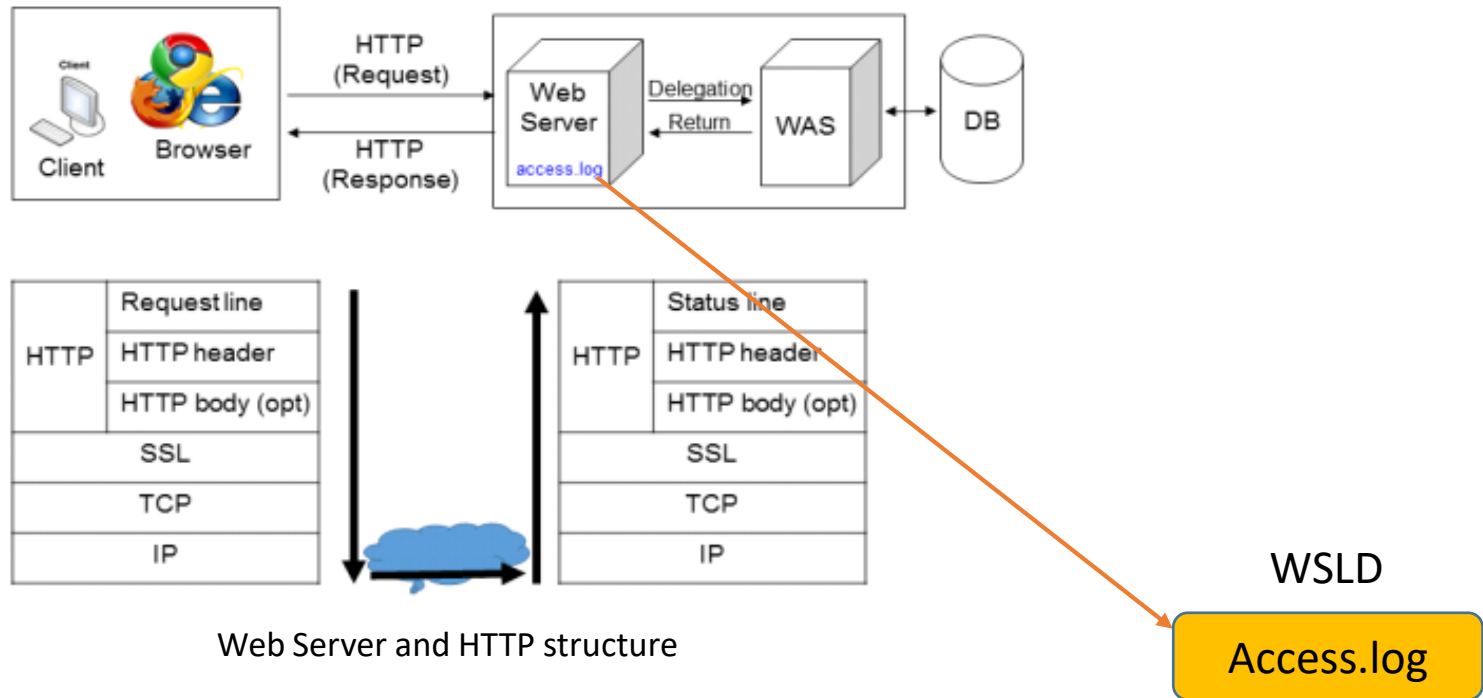 Client
Client
Browser
HTTP
(Request)
HTTP
(Response)
Web
Server
access.log
Delegation
Return
WAS
DB
HTTP
Request line
HTTP header
HTTP body (opt)
SSL
TCP
IP
HTTP
Status line
HTTP header
HTTP body (opt)
SSL
TCP
IP
Web Server and HTTP structure
WSLD
Access.log